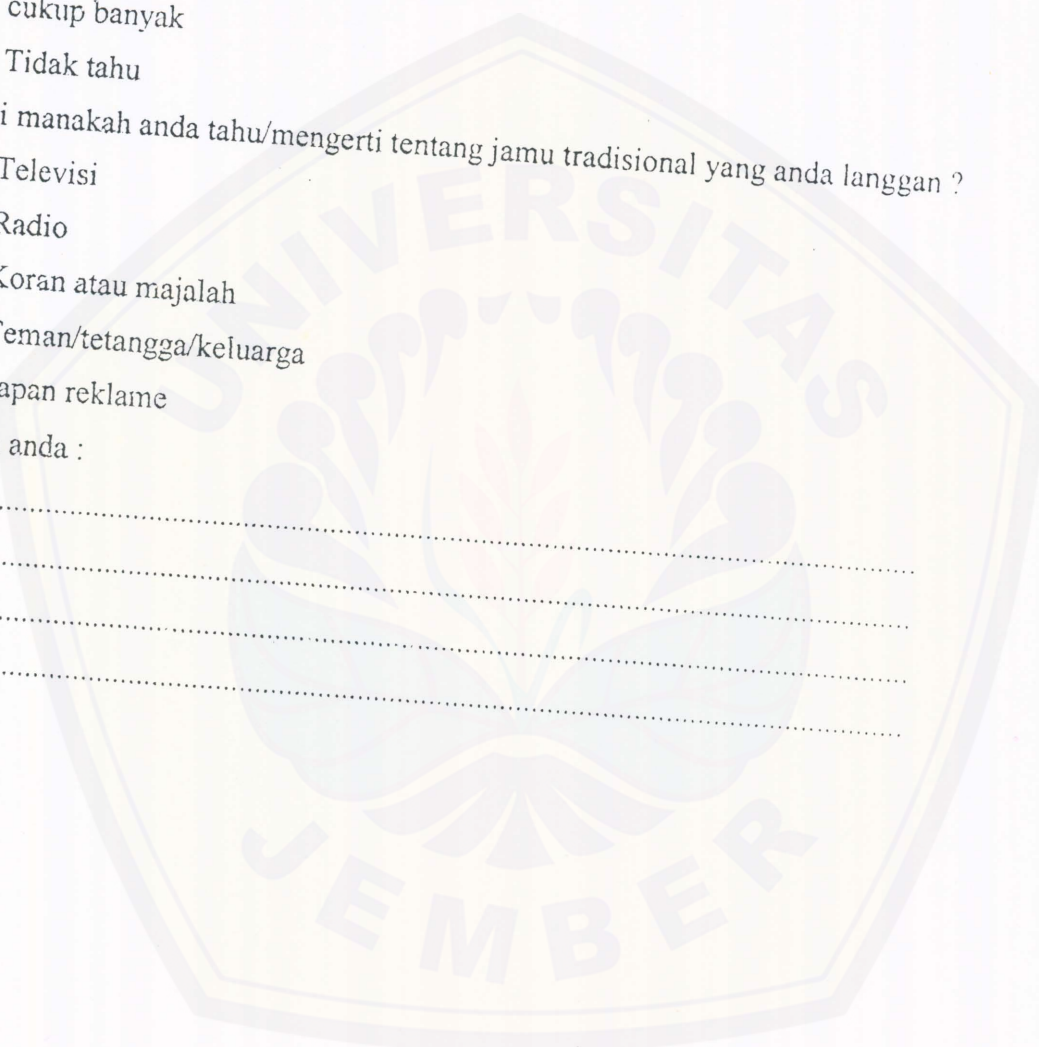 cukup banyak
Tidak tahu
i manakah anda tahu/mengerti tentang jamu tradisional yang anda langgan ?
Televisi
Radio
Koran atau majalah
eman/tetangga/keluarga
apan reklame
anda :
................................................................
................................................................
................................................................
................................................................
UNIVERSITAS
JEMBER